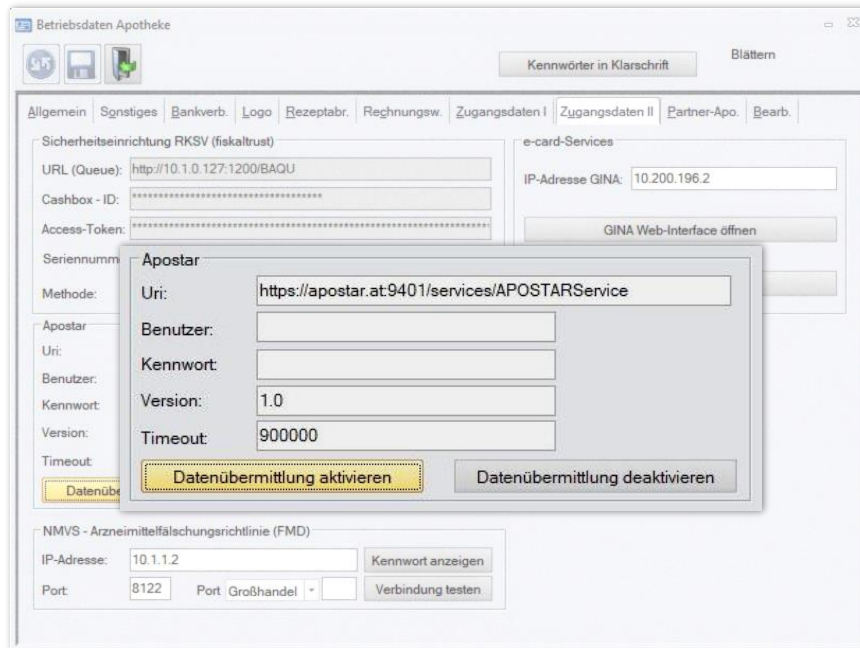 Betriebsdaten Apotheke
Kennwörter in Klarschrift
Blättern
Allgemein Sonstiges Bankverb. Logo Rezeptabr. Rechnungsw. Zugangsdaten I Zugangsdaten II Partner-Apo. Bearb.
Sicherheitseinrichtung RKSV (fiskaltrust)
URL (Queue): http://10.1.0.127:1200/BAQU
Cashbox - ID: ************************************
Access-Token:
Methode:
e-card-Services
IP-Adresse GINA: 10.200.196.2
GINA Web-Interface öffnen
Apostar
Uri:
Benutzer:
Kennwort:
Version:
Timeout:
Apostar
Uri: https://apostar.at:9401/services/APOSTARService
Benutzer:
Kennwort:
Version: 1.0
Timeout: 900000
Datenübermittlung aktivieren Datenübermittlung deaktivieren
NMVS - Arzneimittelfälschungsrichtlinie (FMD)
IP-Adresse: 10.1.1.2 Kennwort anzeigen
Port: 8122 Port Großhandel Verbindung testen